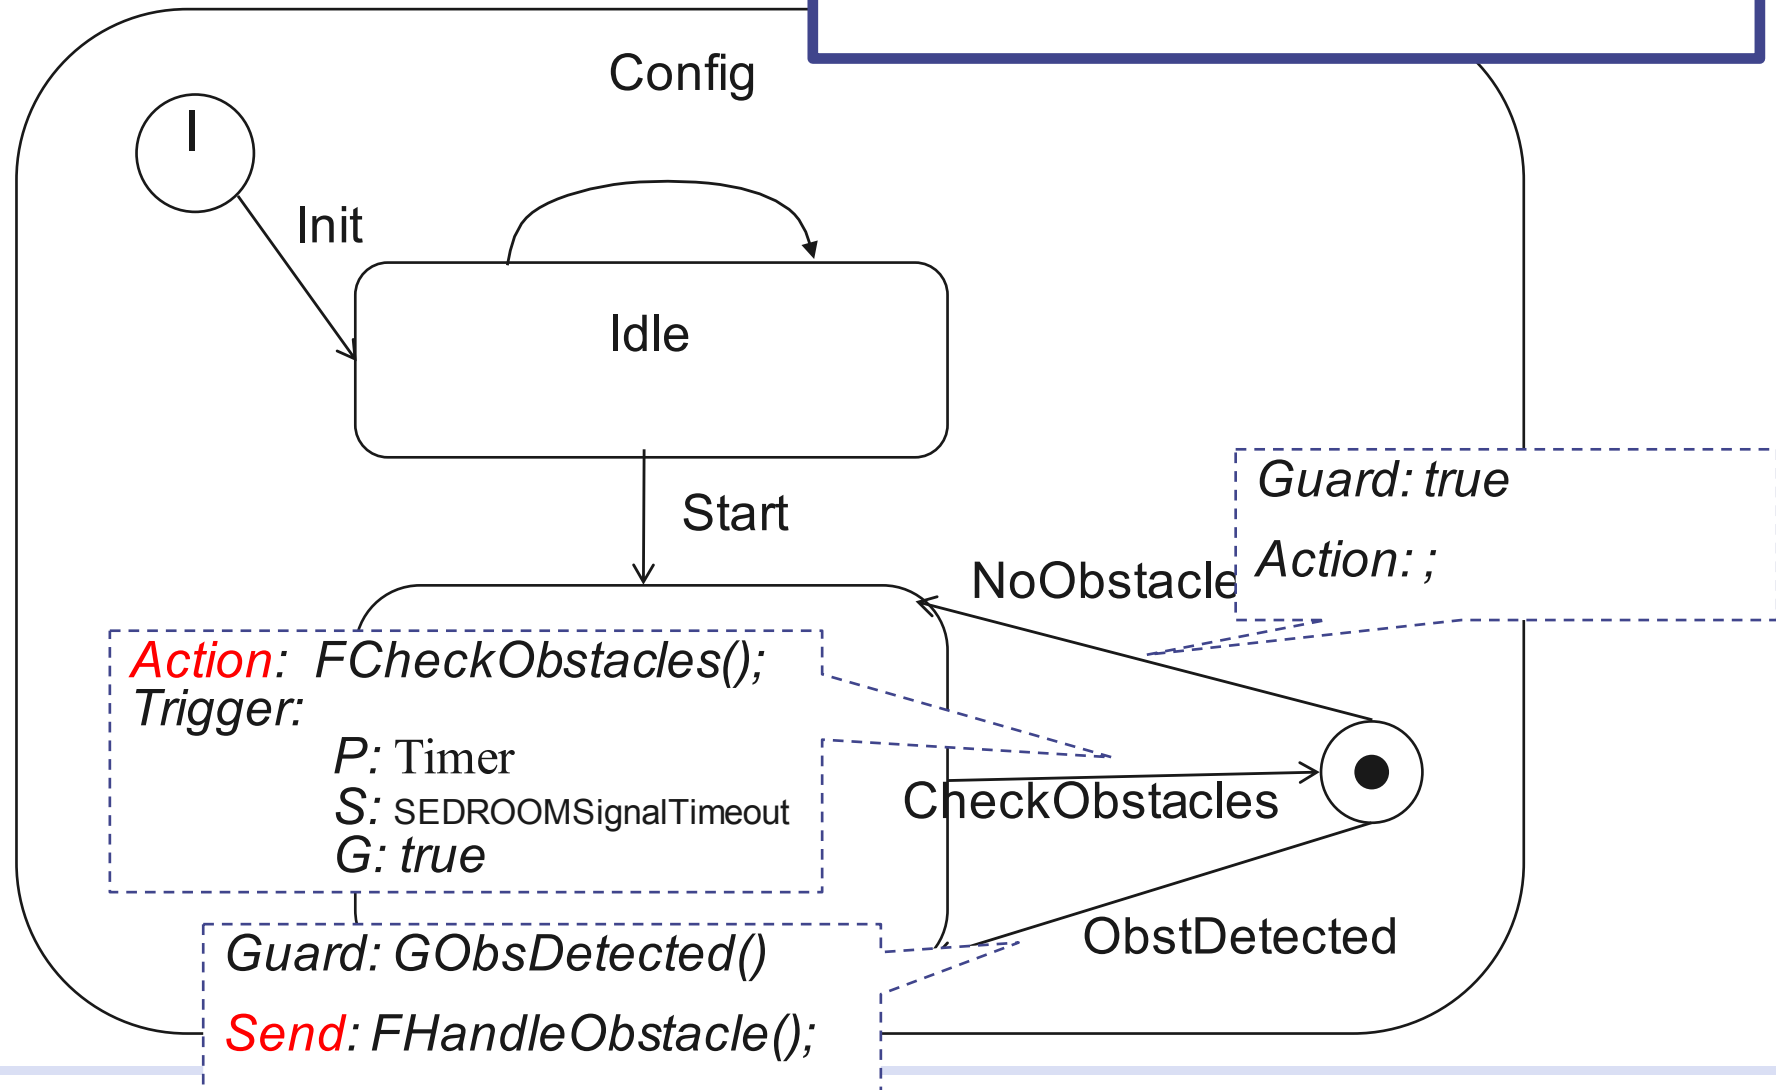 Config
I
Init
Idle
Start
Guard: true
Action: ;
NoObstacle
Action: FCheckObstacles();
Trigger:
P: Timer
S: SEDROOMSignalTimeout
G: true
CheckObstacles
ObstDetected
Guard: GObsDetected()
Send: FHandleObstacle();